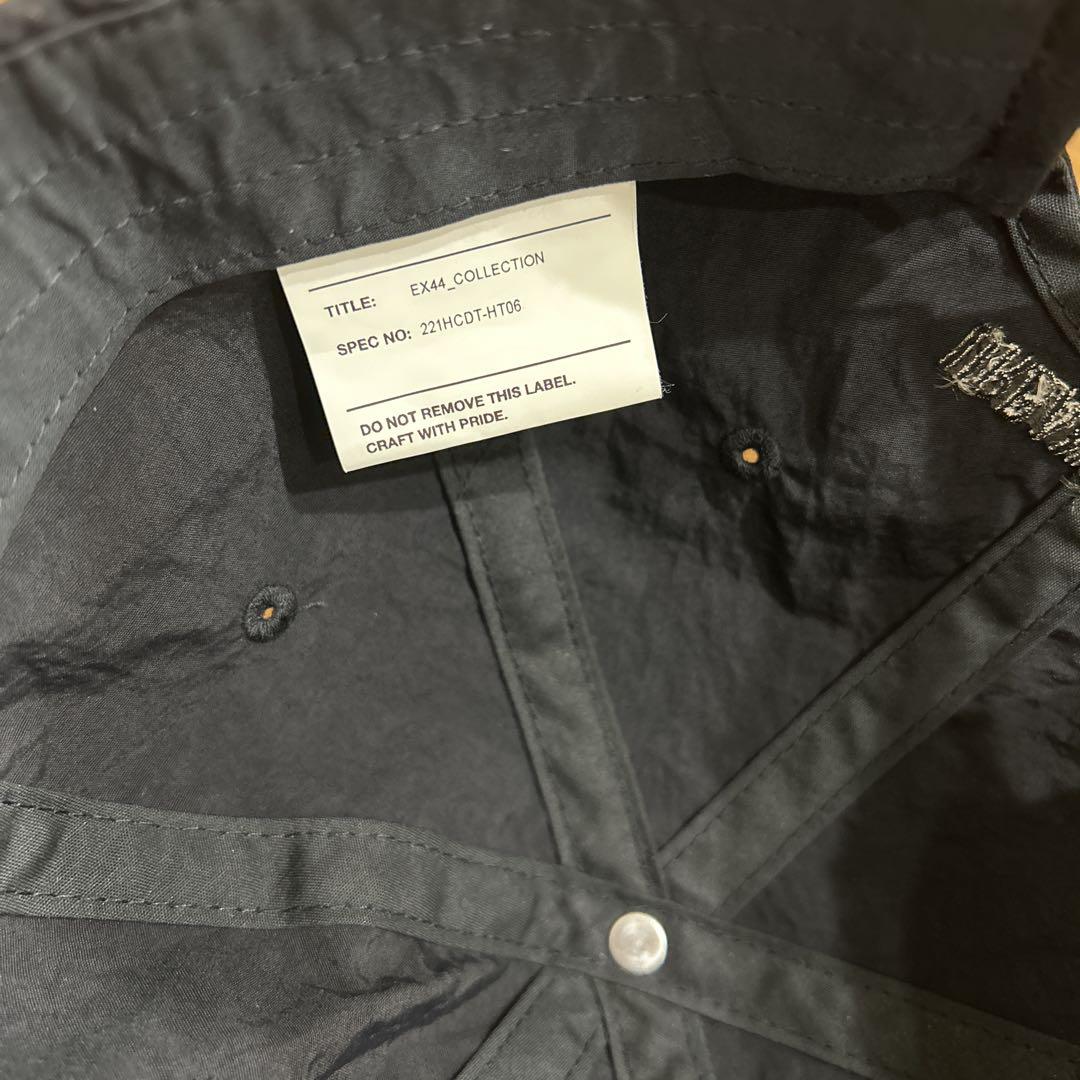 TITLE: EX44_COLLECTION
SPEC NO: 221HCDT-HT06
DO NOT REMOVE THIS LABEL.
CRAFT WITH PRIDE.